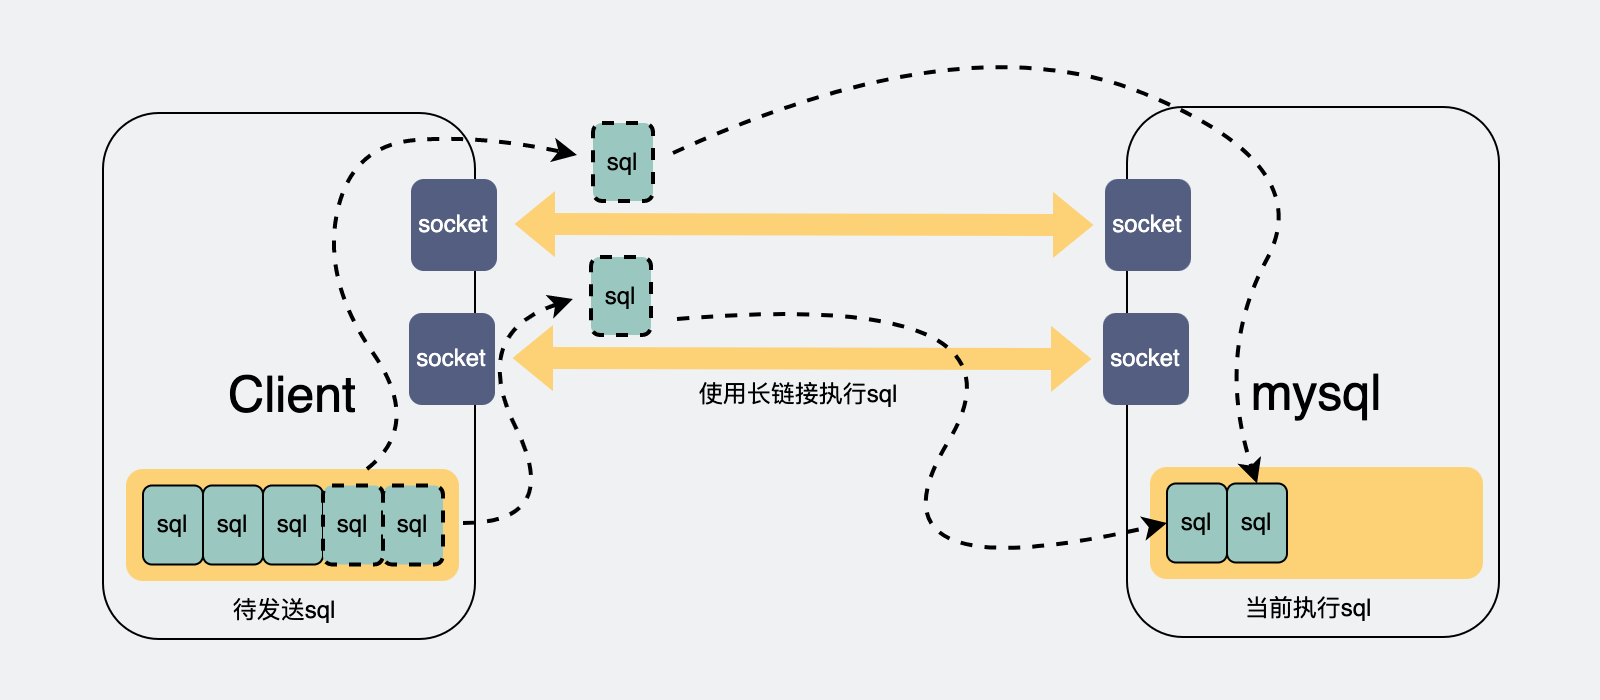 sql
socket
socket
sql
socket
socket
使用长链接执行sql
Client
mysql
sql sql sql sql sql
sql sql
待发送sql
当前执行sql